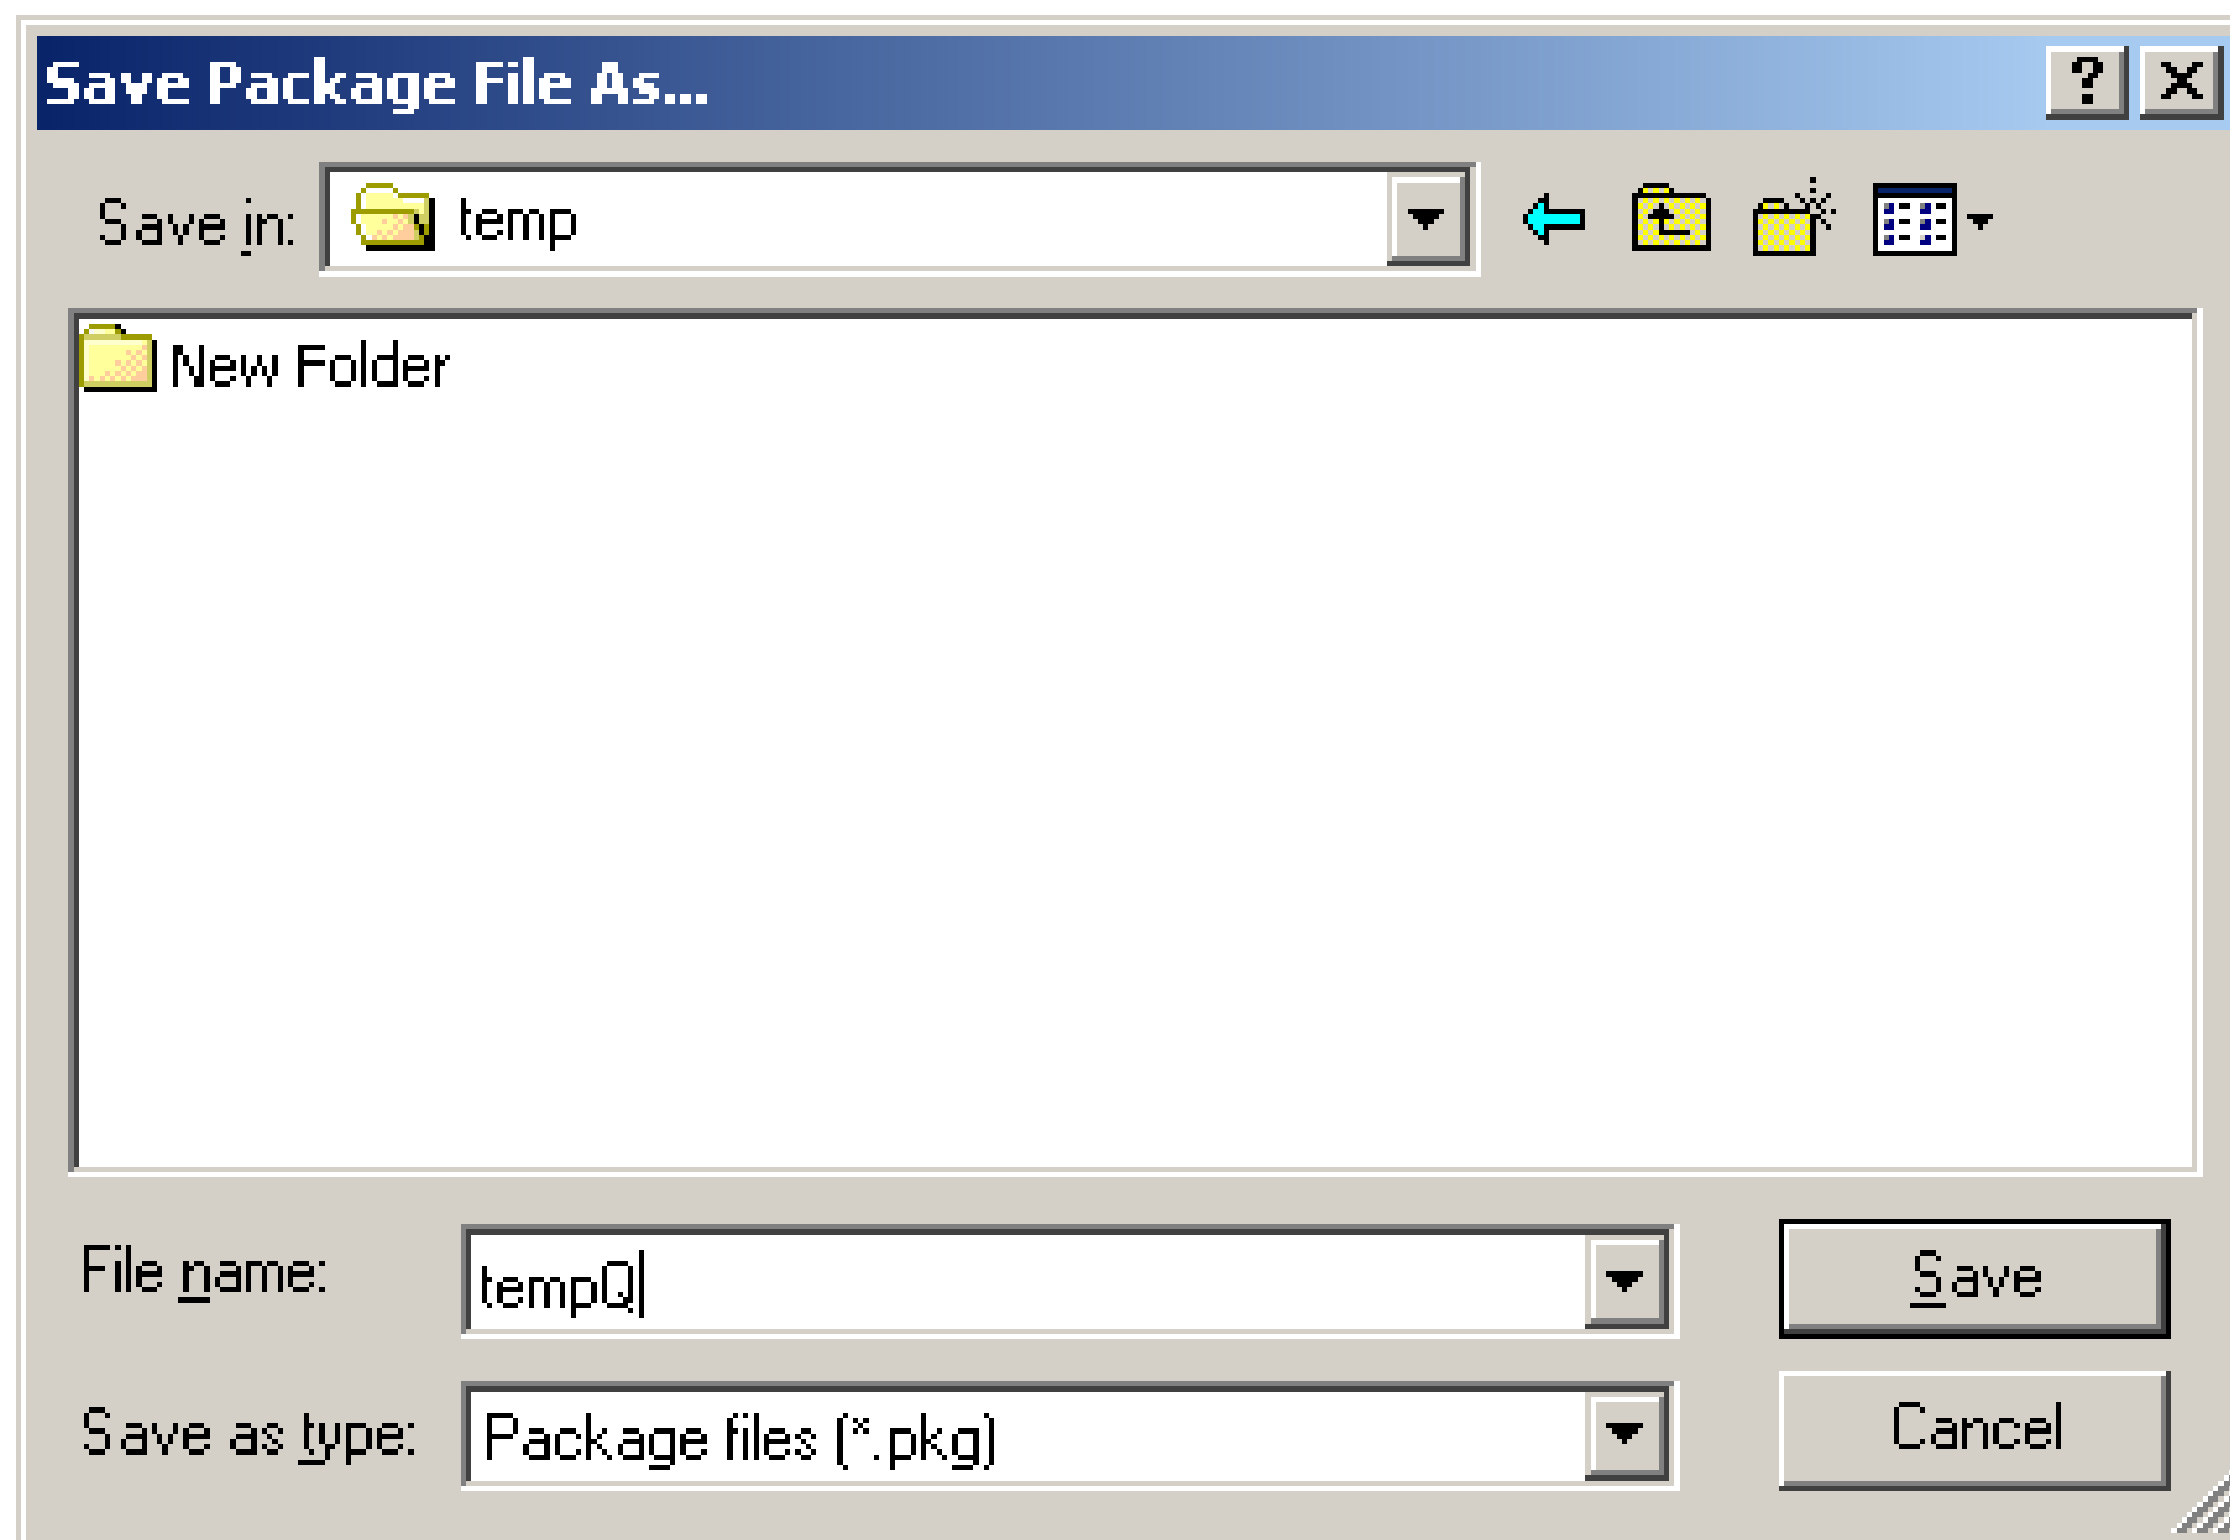 Save Package File As...
Save in: temp
New Folder
File name: tempQ Save
Save as type: Package files (*.pkg) Cancel